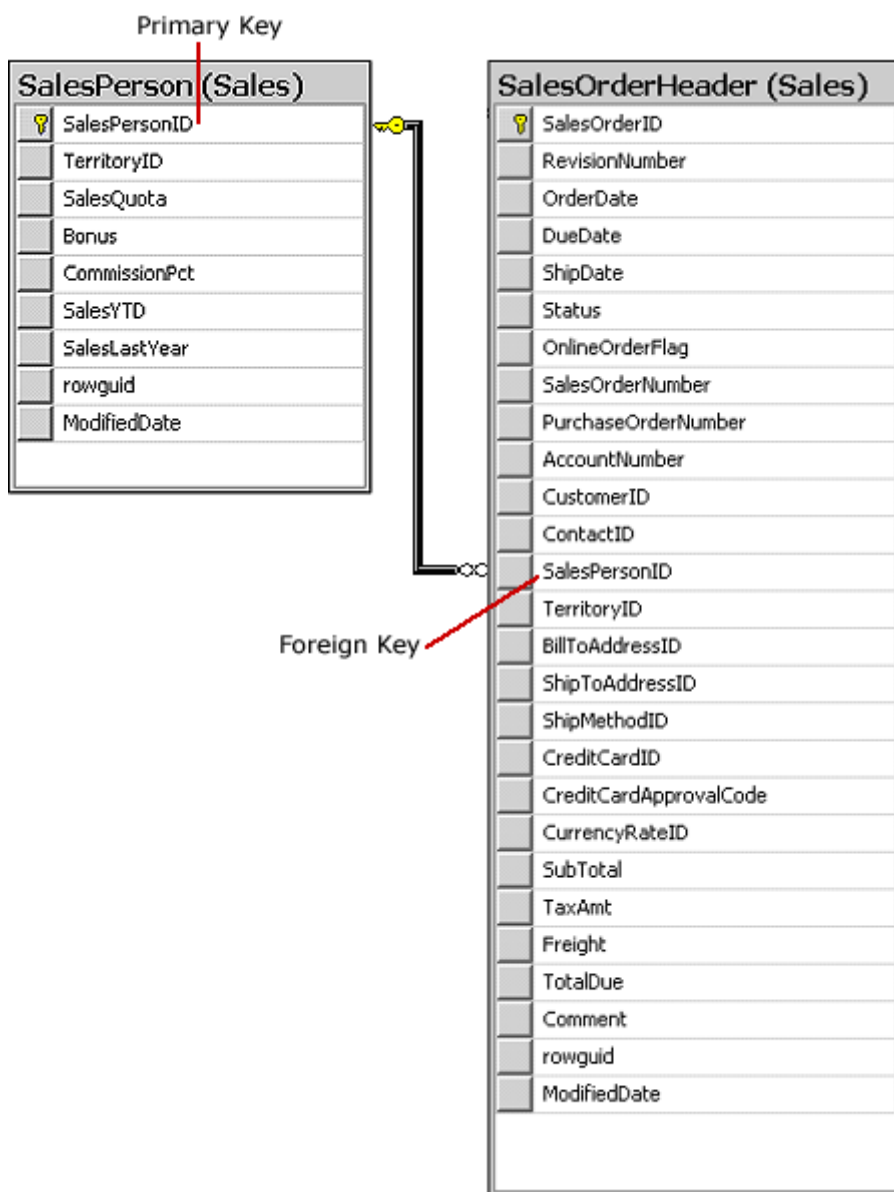 Primary Key
SalesPerson (Sales)
SalesPersonID
TerritoryID
SalesQuota
Bonus
CommissionPct
SalesYTD
SalesLastYear
rowguid
ModifiedDate
SalesOrderHeader (Sales)
SalesOrderID
RevisionNumber
OrderDate
DueDate
ShipDate
Status
OnlineOrderFlag
SalesOrderNumber
PurchaseOrderNumber
AccountNumber
CustomerID
ContactID
SalesPersonID
TerritoryID
BillToAddressID
ShipToAddressID
ShipMethodID
CreditCardID
CreditCardApprovalCode
CurrencyRateID
SubTotal
TaxAmt
Freight
TotalDue
Comment
rowguid
ModifiedDate
Foreign Key